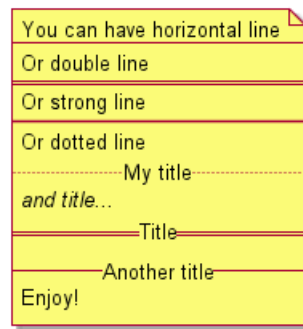 You can have horizontal line
Or double line
Or strong line
Or dotted line
My title
and title...
Title
Another title
Enjoy!